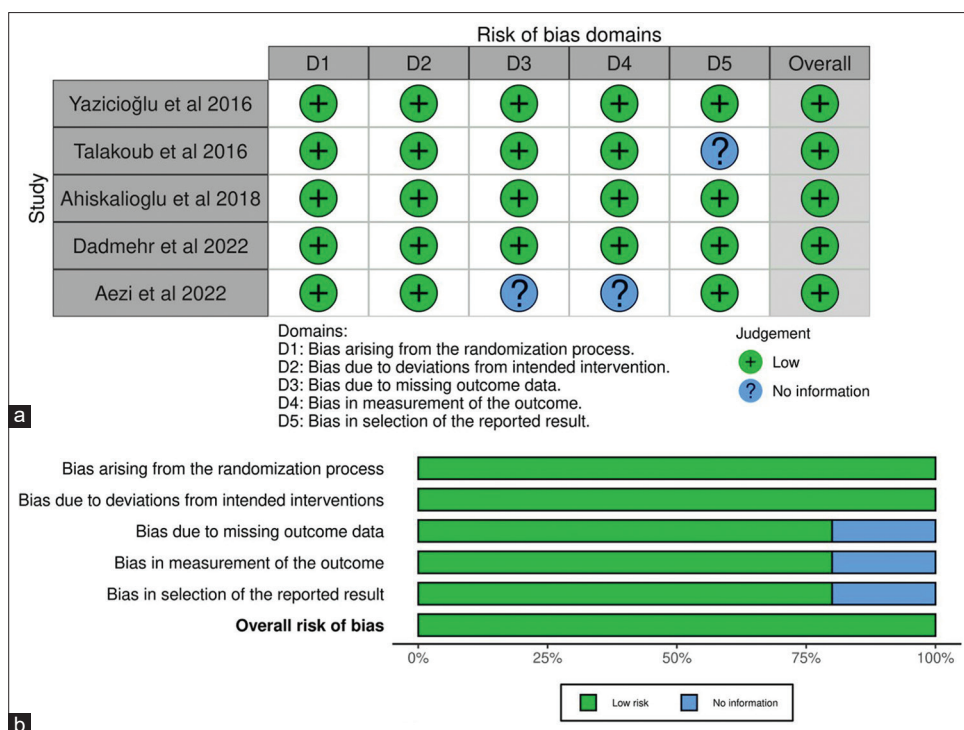 Risk of bias domains
D1 D2 D3 D4 D5 Overall
Study
Yazicioğlu et al 2016 + + + + + +
Talakoub et al 2016 + + + + ? +
Ahiskalioglu et al 2018 + + + + + +
Dadmehr et al 2022 + + + + + +
Aezi et al 2022 + + ? ? + +
Domains:
D1: Bias arising from the randomization process.
D2: Bias due to deviations from intended intervention.
D3: Bias due to missing outcome data.
D4: Bias in measurement of the outcome.
D5: Bias in selection of the reported result.
Judgement
+ Low
? No information
a
Bias arising from the randomization process
Bias due to deviations from intended interventions
Bias due to missing outcome data
Bias in measurement of the outcome
Bias in selection of the reported result
Overall risk of bias
0% 25% 50% 75% 100%
Low risk No information
b